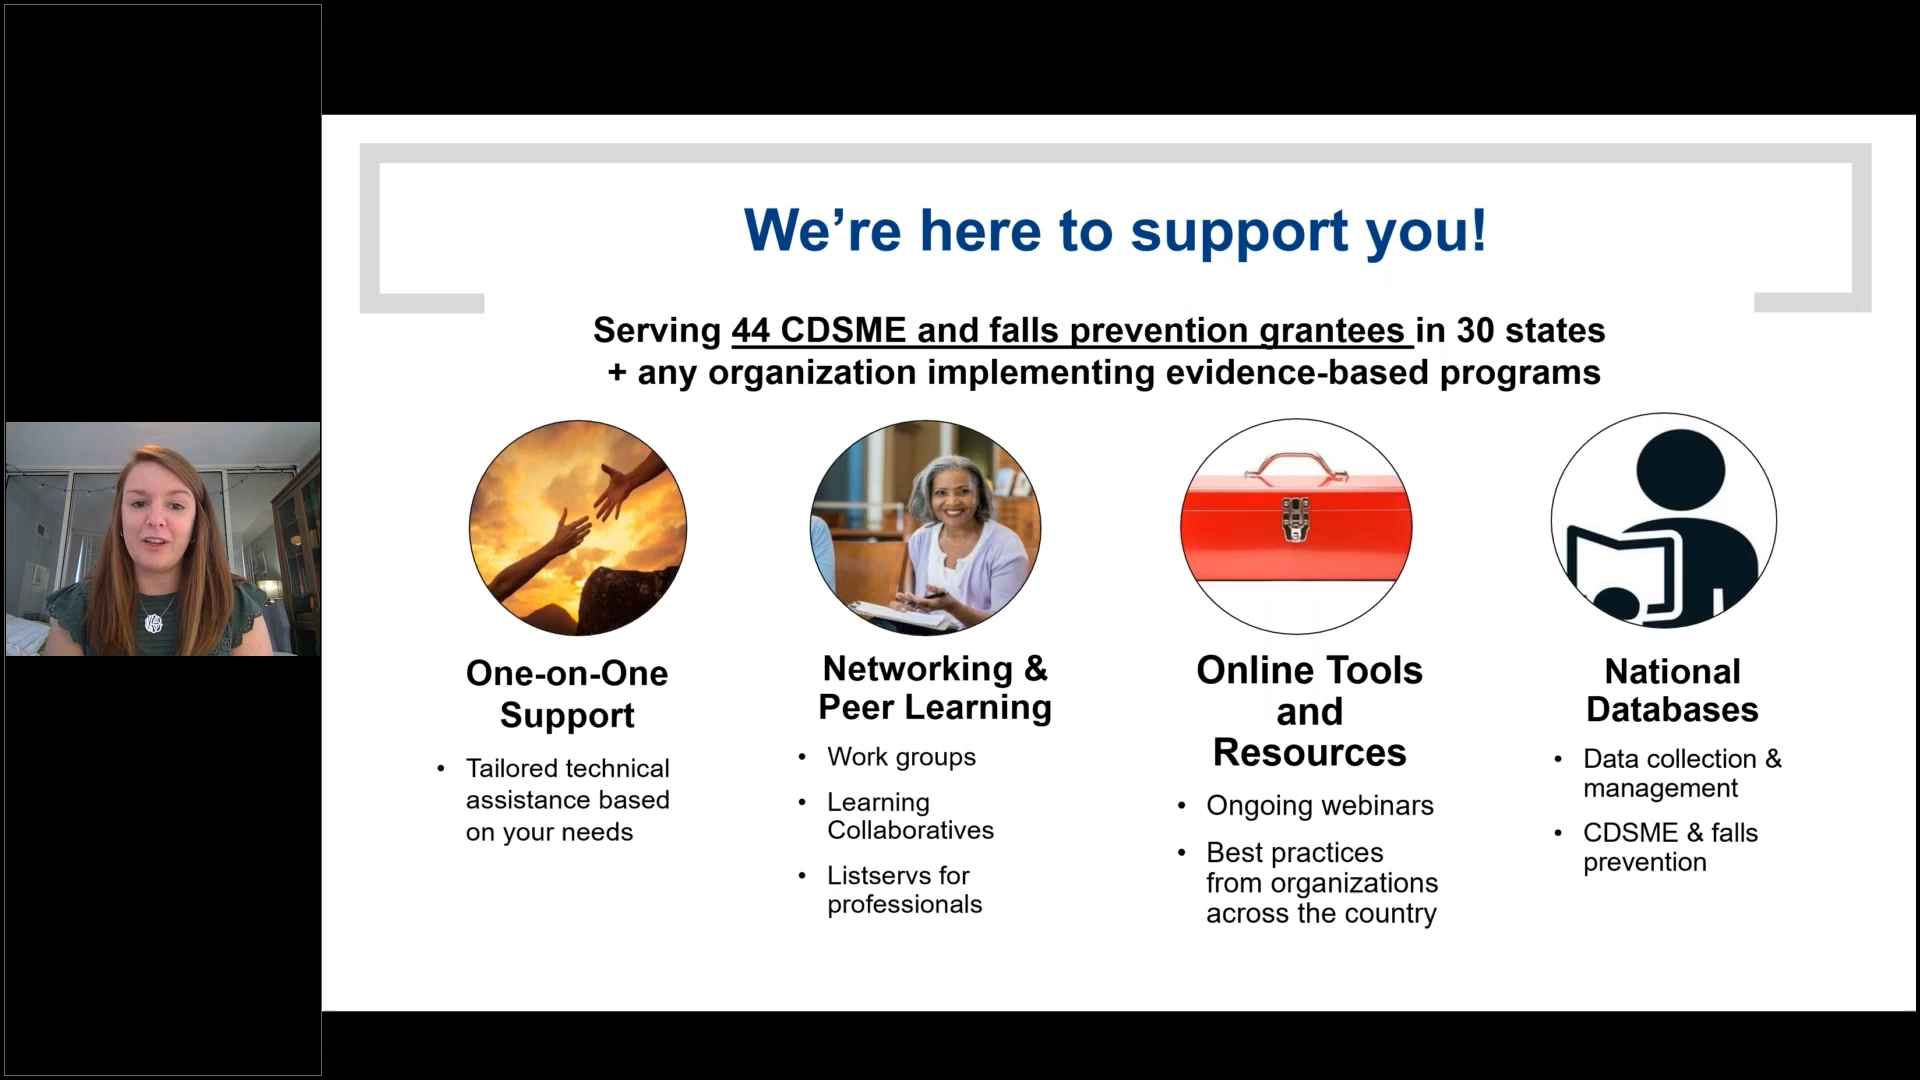 We’re here to support you!
Serving 44 CDSME and falls prevention grantees in 30 states
+ any organization implementing evidence-based programs
One-on-One
Support
• Tailored technical
assistance based
on your needs
Networking &
Peer Learning
• Work groups
• Learning
Collaboratives
• Listservs for
professionals
Online Tools
and
Resources
• Ongoing webinars
• Best practices
from organizations
across the country
National
Databases
• Data collection &
management
• CDSME & falls
prevention